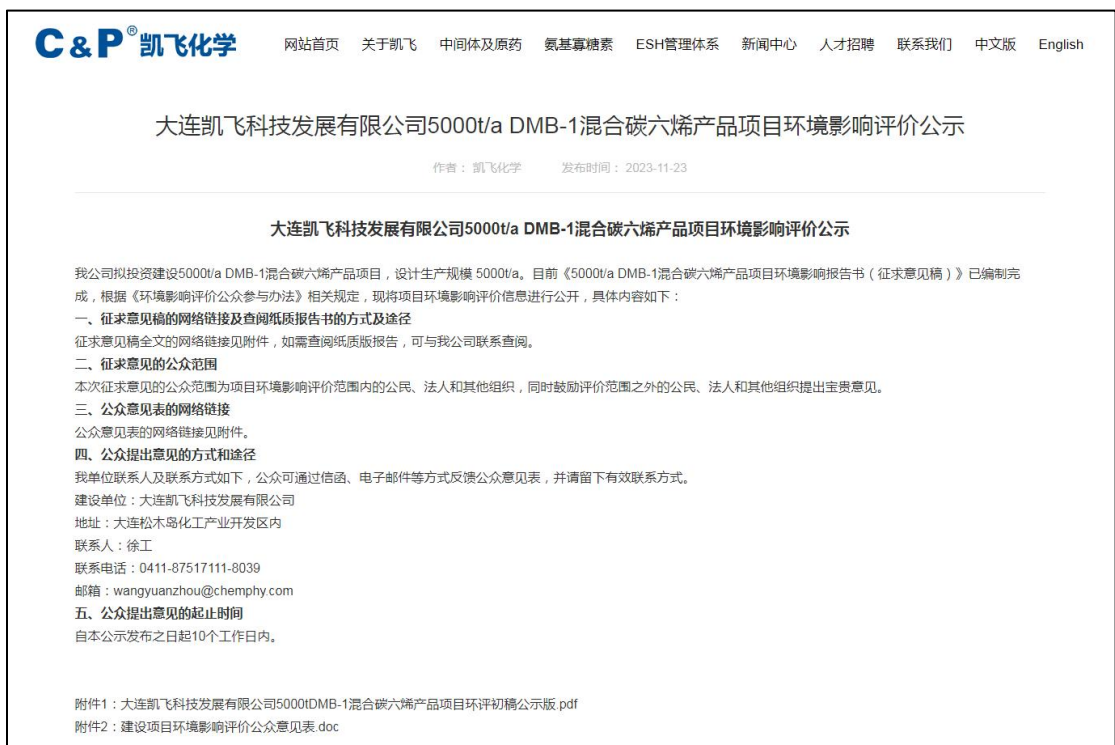 C&P®凯飞化学
网站首页 关于凯飞 中间体及原药 氨基寡糖素 ESH管理体系 新闻中心 人才招聘 联系我们 中文版 English
大连凯飞科技发展有限公司5000t/a DMB-1混合碳六烯产品项目环境影响评价公示
作者：凯飞化学 发布时间：2023-11-23
大连凯飞科技发展有限公司5000t/a DMB-1混合碳六烯产品项目环境影响评价公示
我公司拟投资建设5000t/a DMB-1混合碳六烯产品项目，设计生产规模 5000t/a。目前《5000t/a DMB-1混合碳六烯产品项目环境影响报告书（征求意见稿）》已编制完
成，根据《环境影响评价公众参与办法》相关规定，现将项目环境影响评价信息进行公开，具体内容如下：
一、征求意见稿的网络链接及查阅纸质报告书的方式及途径
征求意见稿全文的网络链接见附件，如需查阅纸质版报告，可与我公司联系查阅。
二、征求意见的公众范围
本次征求意见的公众范围为项目环境影响评价范围内的公民、法人和其他组织，同时鼓励评价范围之外的公民、法人和其他组织提出宝贵意见。
三、公众意见表的网络链接
公众意见表的网络链接见附件。
四、公众提出意见的方式和途径
我单位联系人及联系方式如下，公众可通过信函、电子邮件等方式反馈公众意见表，并请留下有效联系方式。
建设单位：大连凯飞科技发展有限公司
地址：大连松木岛化工产业开发区内
联系人：徐工
联系电话：0411-87517111-8039
邮箱：wangyuanzhou@chemphy.com
五、公众提出意见的起止时间
自本公示发布之日起10个工作日内。
附件1：大连凯飞科技发展有限公司5000tDMB-1混合碳六烯产品项目环评初稿公示版.pdf
附件2：建设项目环境影响评价公众意见表.doc